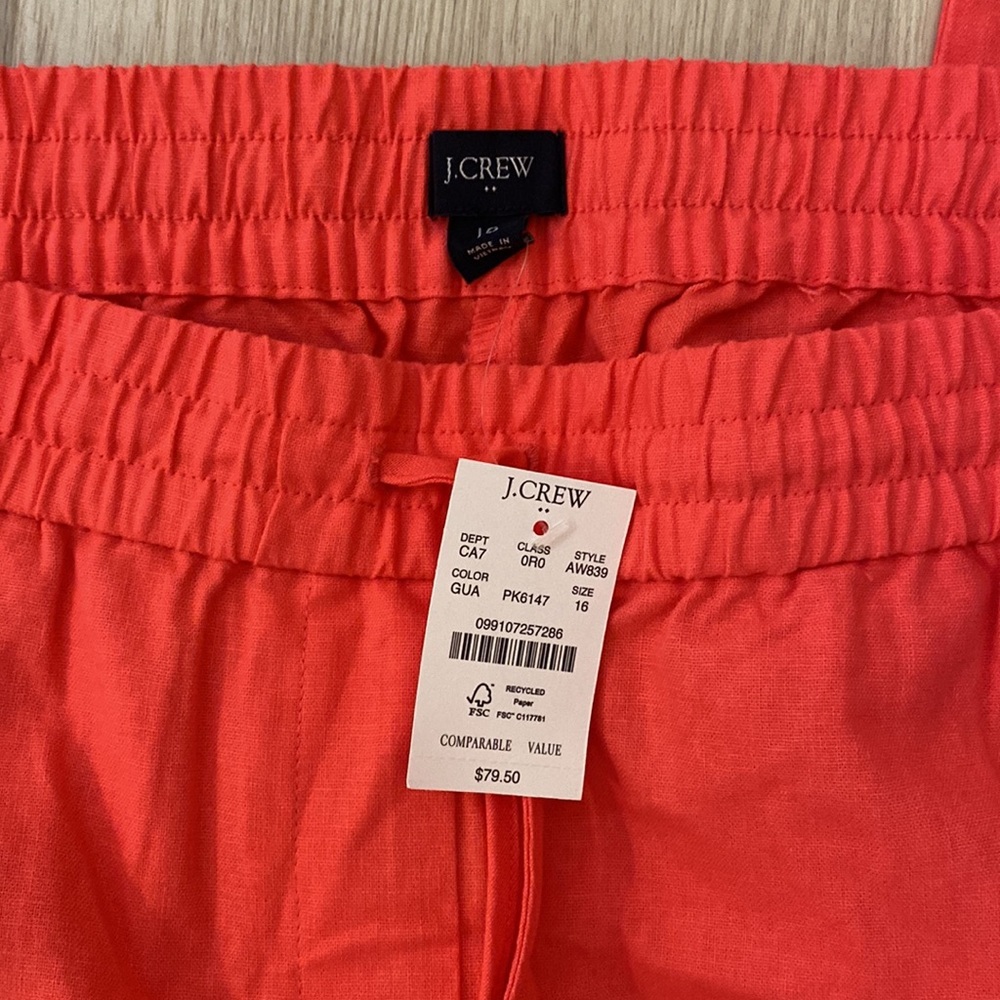 J.CREW
16
MADE IN
VIETNAM
J.CREW
DEPT CLASS STYLE
CA7 0R0 AW839
COLOR SIZE
GUA PK6147 16
099107257286
RECYCLED
Paper
FSC FSC® C117781
COMPARABLE VALUE
$79.50